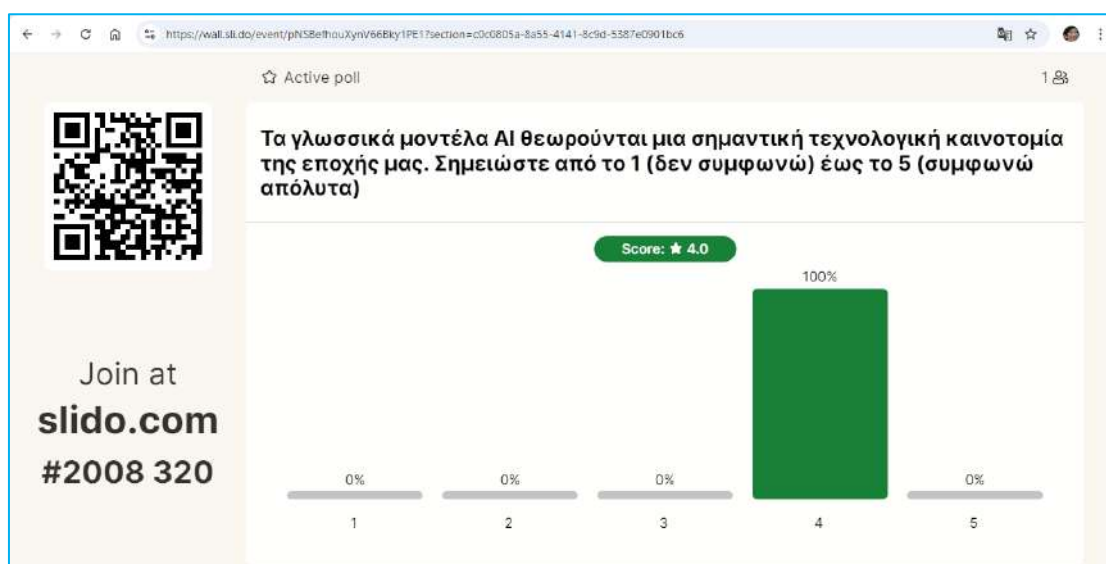 https://wall.sli.do/event/pNSBefhouXynV66Bky1PE1?section=c0c0805a-8a55-4141-8c9d-5387e0901bc6
Active poll
1
Τα γλωσσικά μοντέλα AI θεωρούνται μια σημαντική τεχνολογική καινοτομία
της εποχής μας. Σημειώστε από το 1 (δεν συμφωνώ) έως το 5 (συμφωνώ
απόλυτα)
Score: ★ 4.0
100%
Join at
slido.com
#2008 320
0% 0% 0% 0%
1 2 3 4 5